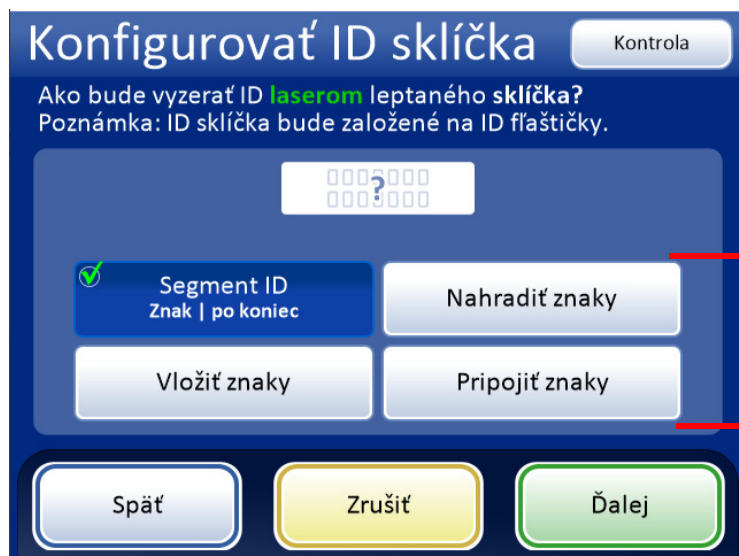 Konfigurovať ID sklíčka
Kontrola
Ako bude vyzerať ID laserom leptaného sklíčka?
Poznámka: ID sklíčka bude založené na ID fľaštičky.
?
Segment ID
Znak | po koniec
Nahradiť znaky
Vložiť znaky
Pripojiť znaky
Späť
Zrušiť
Ďalej